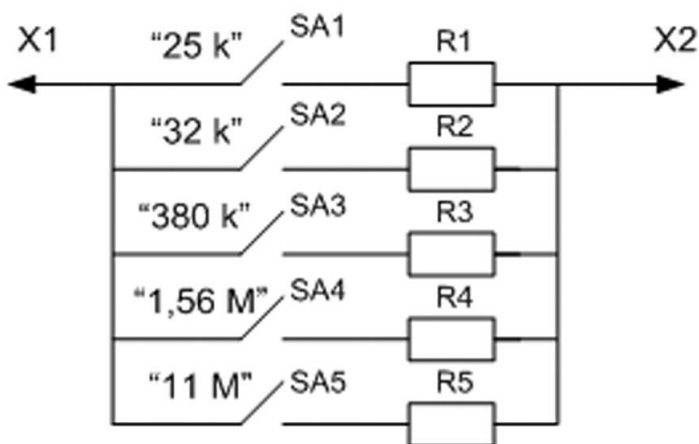 X1 “25 k” SA1 R1 X2
“32 k” SA2 R2
“380 k” SA3 R3
“1,56 M” SA4 R4
“11 M” SA5 R5